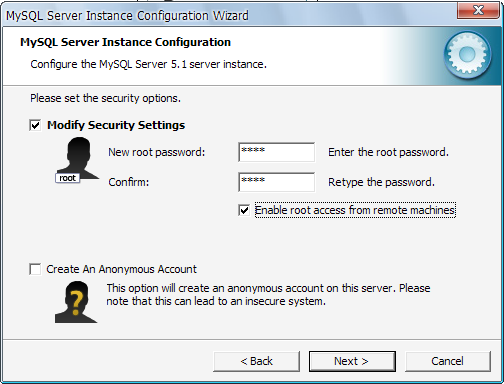 MySQL Server Instance Configuration Wizard
MySQL Server Instance Configuration
Configure the MySQL Server 5.1 server instance.
Please set the security options.
Modify Security Settings
root
New root password: **** Enter the root password.
Confirm: **** Retype the password.
Enable root access from remote machines
Create An Anonymous Account
This option will create an anonymous account on this server. Please
note that this can lead to an insecure system.
< Back Next > Cancel